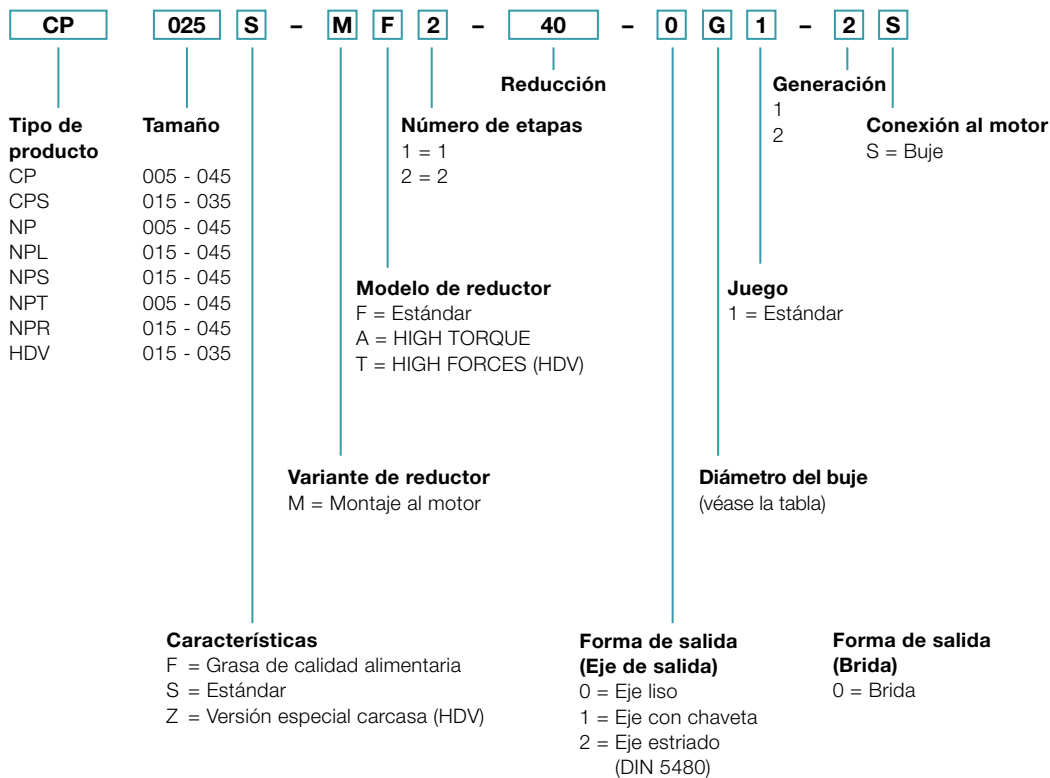 CP 025 S – M F 2 – 40 – 0 G 1 – 2 S
Reducción
Generación
1
2
Tipo de
producto
CP
CPS
NP
NPL
NPS
NPT
NPR
HDV
Tamaño
005 - 045
015 - 035
005 - 045
015 - 045
015 - 045
005 - 045
015 - 045
015 - 035
Número de etapas
1 = 1
2 = 2
Conexión al motor
S = Buje
Modelo de reductor
F = Estándar
A = HIGH TORQUE
T = HIGH FORCES (HDV)
Juego
1 = Estándar
Variante de reductor
M = Montaje al motor
Diámetro del buje
(véase la tabla)
Características
F = Grasa de calidad alimentaria
S = Estándar
Z = Versión especial carcasa (HDV)
Forma de salida
(Eje de salida)
0 = Eje liso
1 = Eje con chaveta
2 = Eje estriado
(DIN 5480)
Forma de salida
(Brida)
0 = Brida